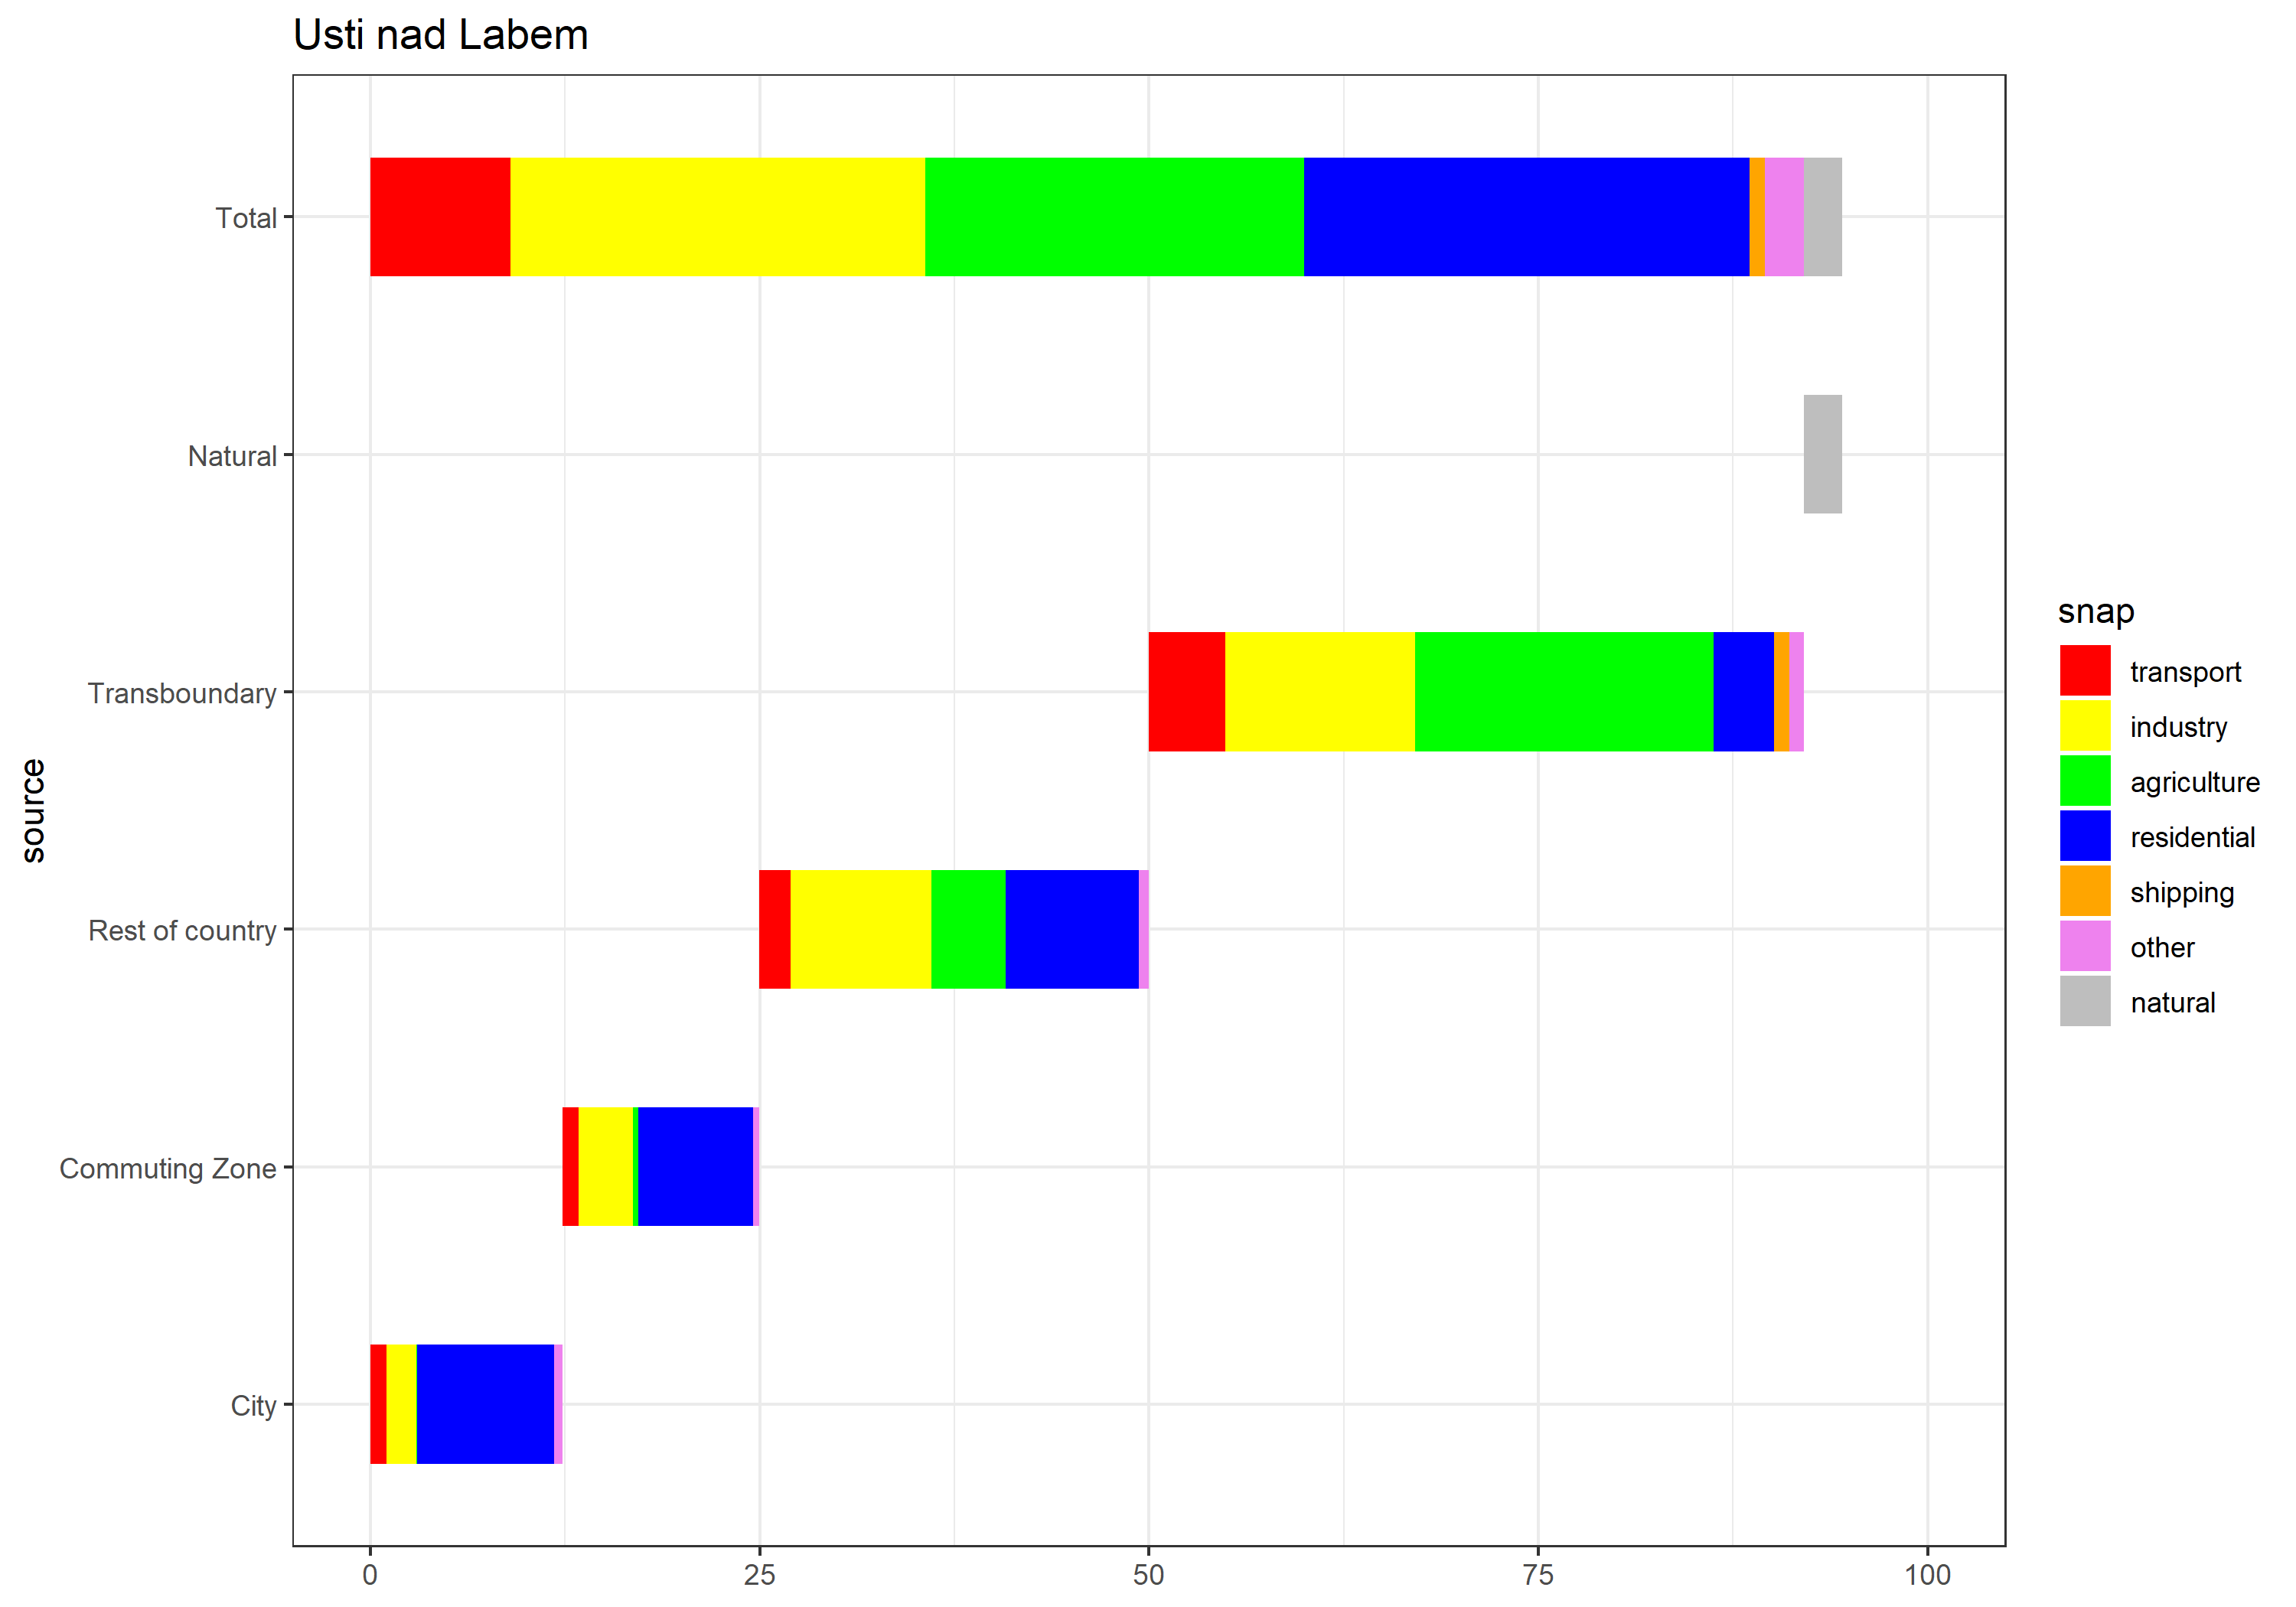 Usti nad Labem
Total
Natural
Transboundary
Rest of country
Commuting Zone
City
source
0
25
50
75
100
snap
transport
industry
agriculture
residential
shipping
other
natural